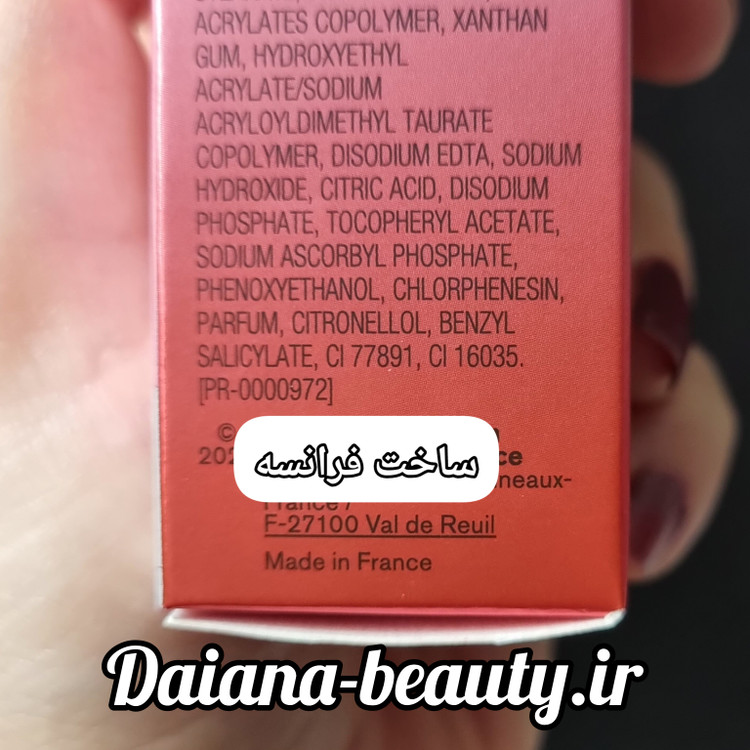 ACRYLATES COPOLYMER, XANTHAN
GUM, HYDROXYETHYL
ACRYLATE/SODIUM
ACRYLOYLDIMETHYL TAURATE
COPOLYMER, DISODIUM EDTA, SODIUM
HYDROXIDE, CITRIC ACID, DISODIUM
PHOSPHATE, TOCOPHERYL ACETATE,
SODIUM ASCORBYL PHOSPHATE,
PHENOXYETHANOL, CHLORPHENESIN,
PARFUM, CITRONELLOL, BENZYL
SALICYLATE, CI 77891, CI 16035.
[PR-0000972]
©
ساخت فرانسه
France /
F-27100 Val de Reuil
Made in France
Daiana-beauty.ir